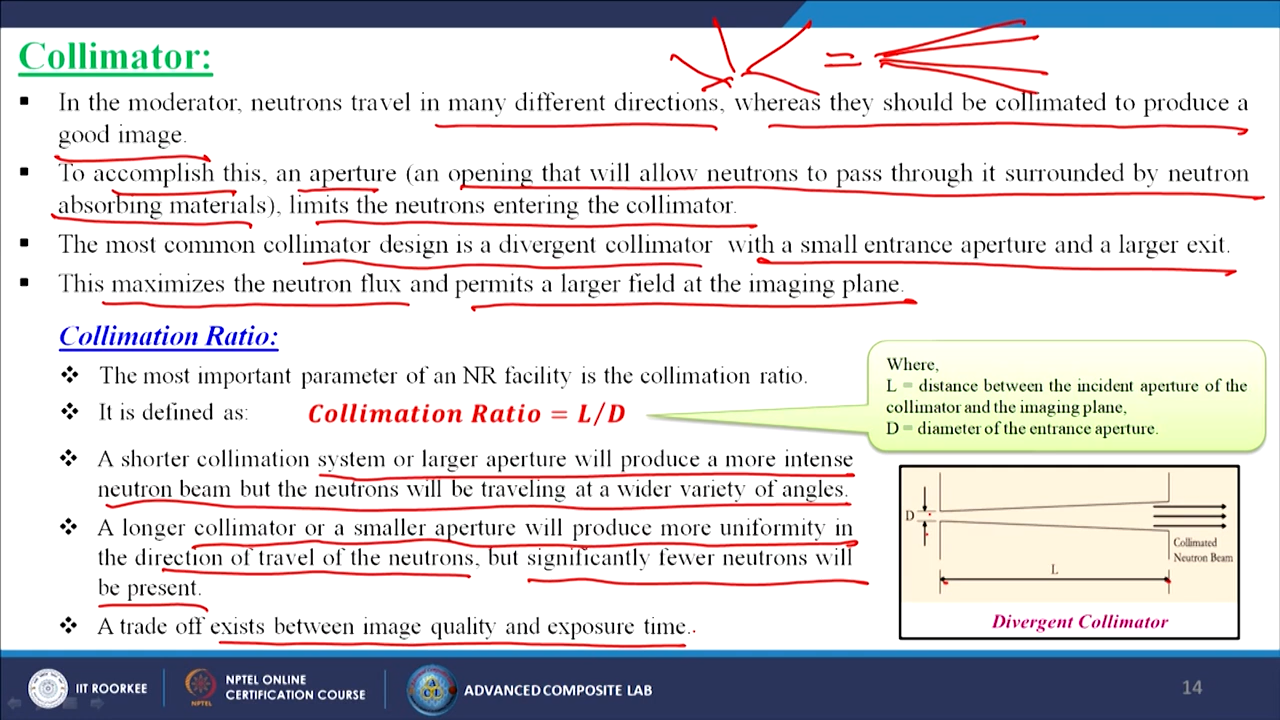 Collimator:
▪ In the moderator, neutrons travel in many different directions, whereas they should be collimated to produce a
good image.
▪ To accomplish this, an aperture (an opening that will allow neutrons to pass through it surrounded by neutron
absorbing materials), limits the neutrons entering the collimator.
▪ The most common collimator design is a divergent collimator with a small entrance aperture and a larger exit.
▪ This maximizes the neutron flux and permits a larger field at the imaging plane.
Collimation Ratio:
❖ The most important parameter of an NR facility is the collimation ratio.
❖ It is defined as: Collimation Ratio = L/D
Where,
L = distance between the incident aperture of the
collimator and the imaging plane,
D = diameter of the entrance aperture.
❖ A shorter collimation system or larger aperture will produce a more intense
neutron beam but the neutrons will be traveling at a wider variety of angles.
❖ A longer collimator or a smaller aperture will produce more uniformity in
the direction of travel of the neutrons, but significantly fewer neutrons will
be present.
❖ A trade off exists between image quality and exposure time.
D
Collimated
Neutron Beam
L
Divergent Collimator
IIT ROORKEE
NPTEL
NPTEL ONLINE
CERTIFICATION COURSE
ADVANCED COMPOSITE LAB
14